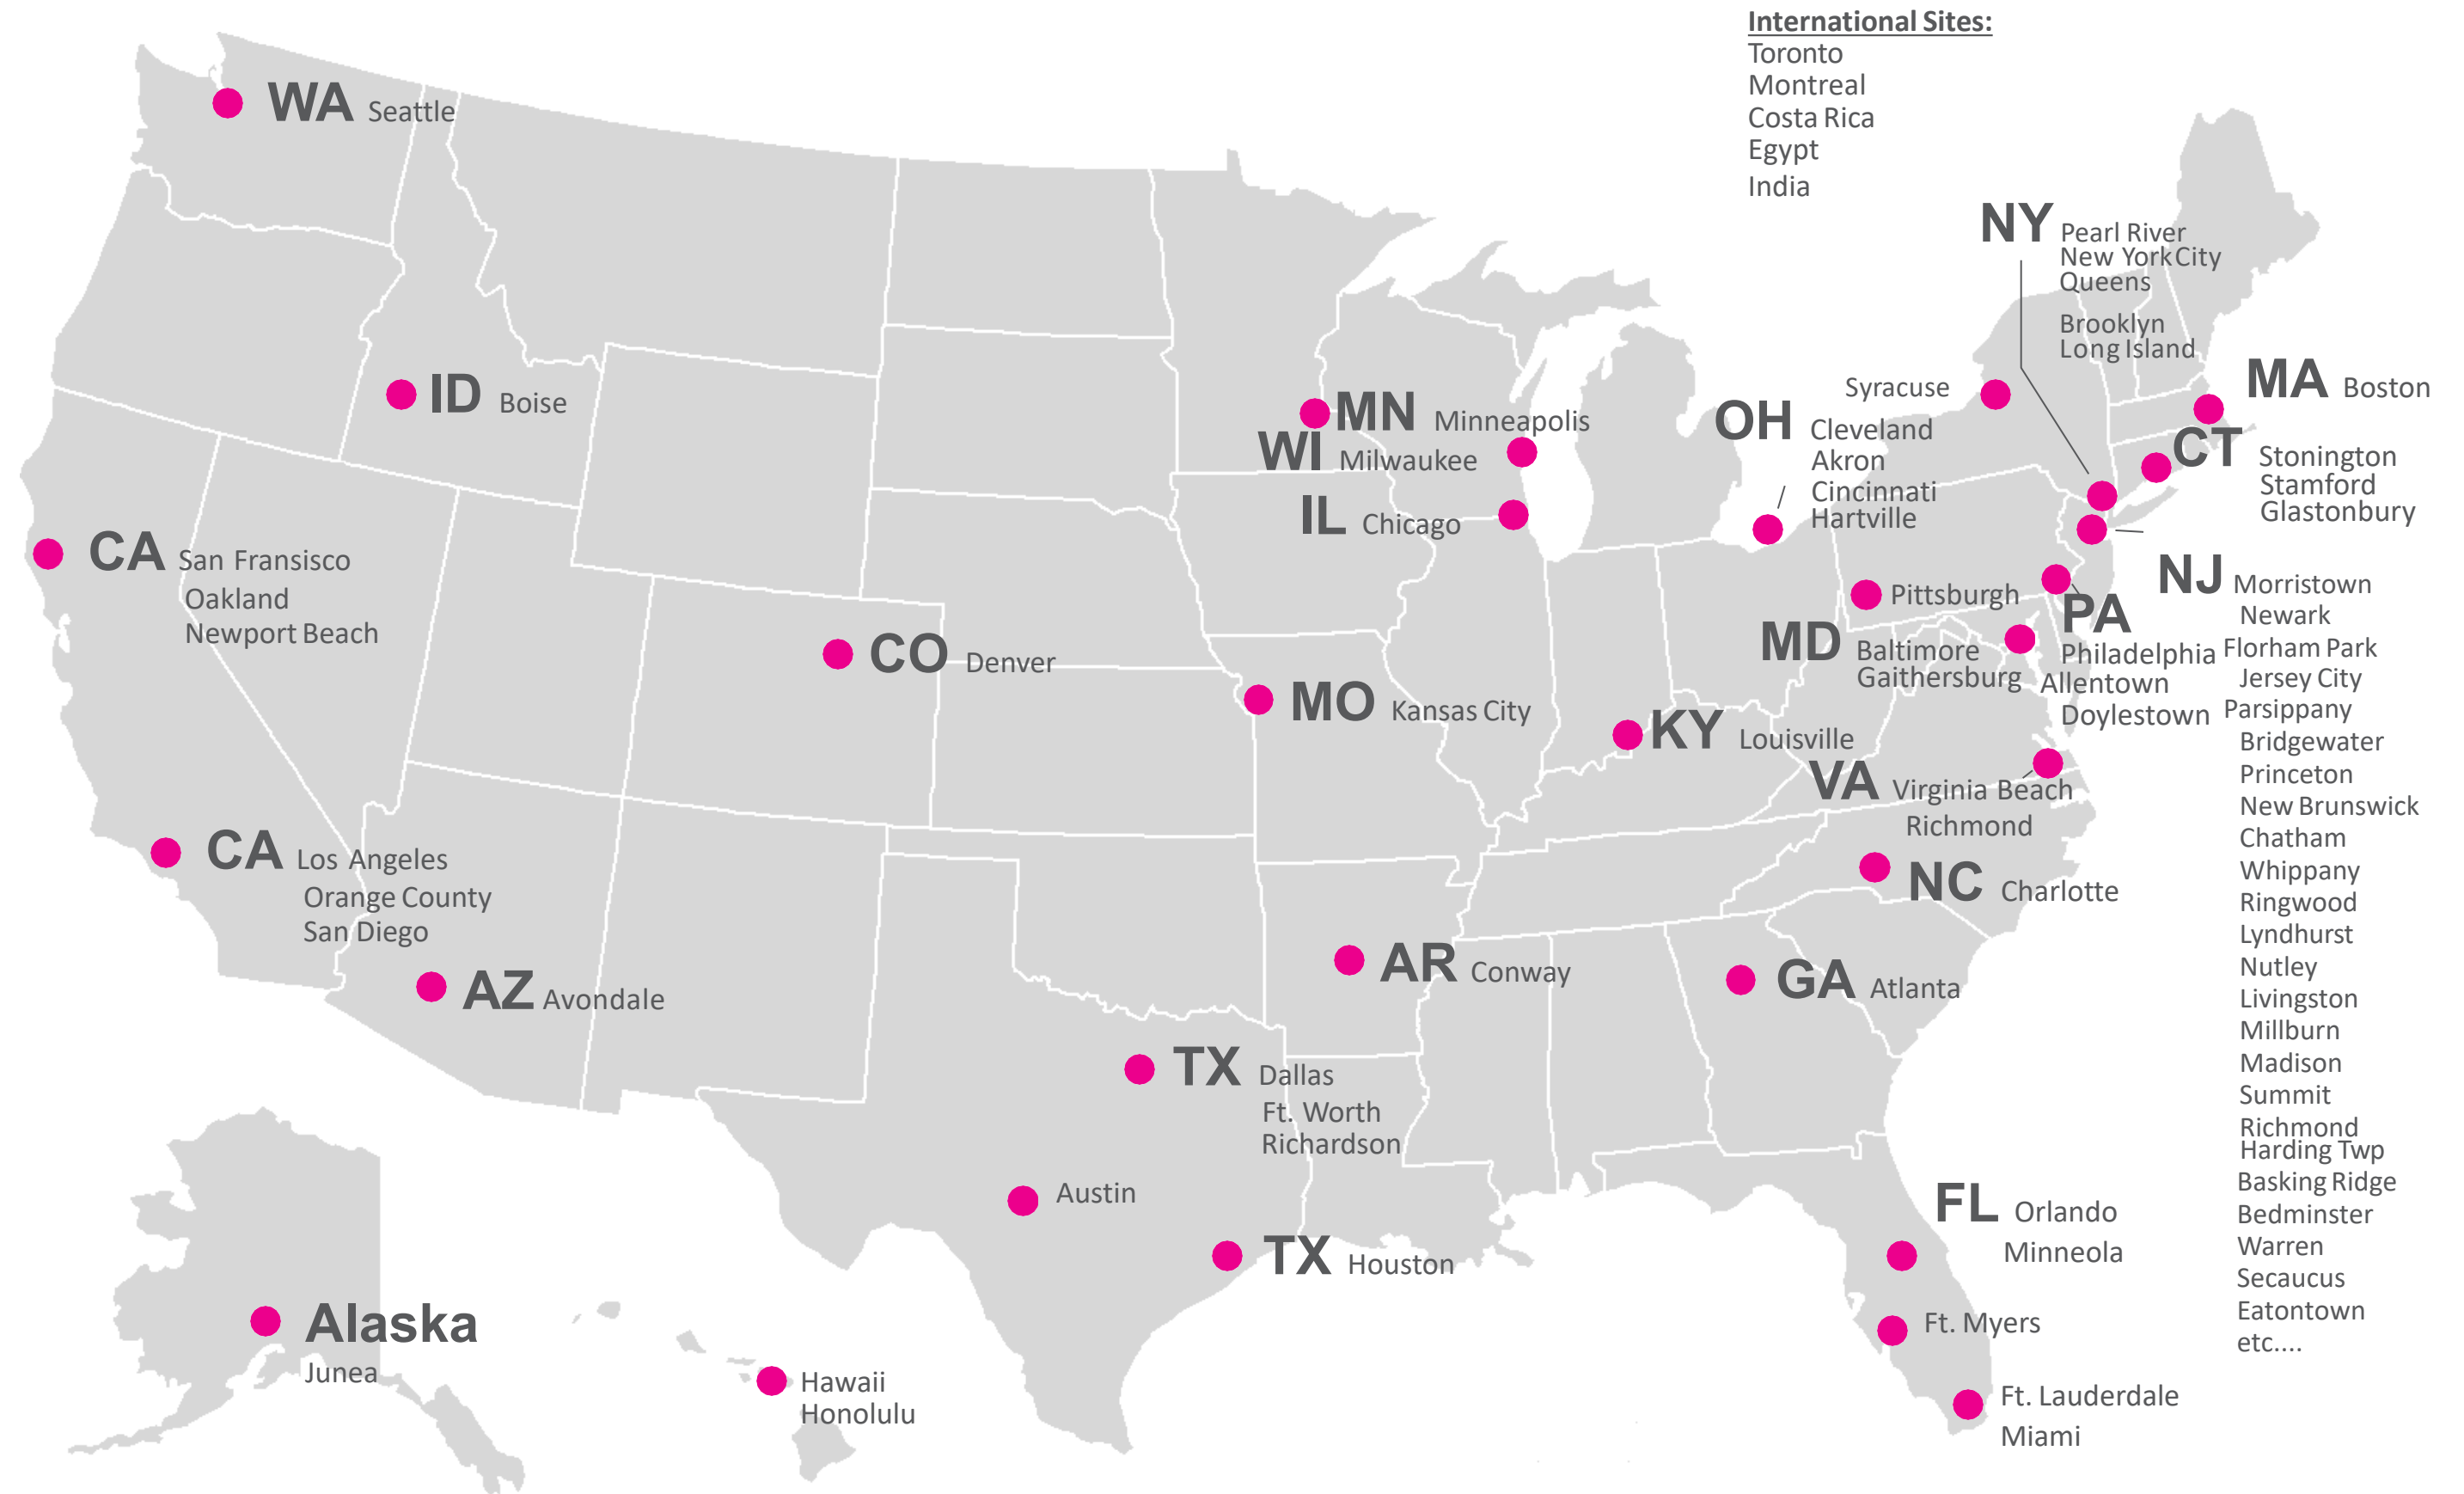 International Sites:
Toronto
Montreal
Costa Rica
Egypt
India
WA Seattle
ID Boise
CA San Fransisco
Oakland
Newport Beach
CA Los Angeles
Orange County
San Diego
AZ Avondale
CO Denver
MN Minneapolis
WI Milwaukee
IL Chicago
MO Kansas City
KY Louisville
AR Conway
TX Dallas
Ft. Worth
Richardson
Austin
TX Houston
Alaska
Junea
Hawaii
Honolulu
OH Cleveland
Akron
Cincinnati
Hartville
Syracuse
NY Pearl River
New York City
Queens
Brooklyn
Long Island
MA Boston
CT Stonington
Stamford
Glastonbury
Pittsburgh
PA
Philadelphia
Allentown
Doylestown
MD Baltimore
Gaithersburg
VA Virginia Beach
Richmond
NC Charlotte
GA Atlanta
FL Orlando
Minneola
Ft. Myers
Ft. Lauderdale
Miami
NJ Morristown
Newark
Florham Park
Jersey City
Parsippany
Bridgewater
Princeton
New Brunswick
Chatham
Whippany
Ringwood
Lyndhurst
Nutley
Livingston
Millburn
Madison
Summit
Richmond
Harding Twp
Basking Ridge
Bedminster
Warren
Secaucus
Eatontown
etc....